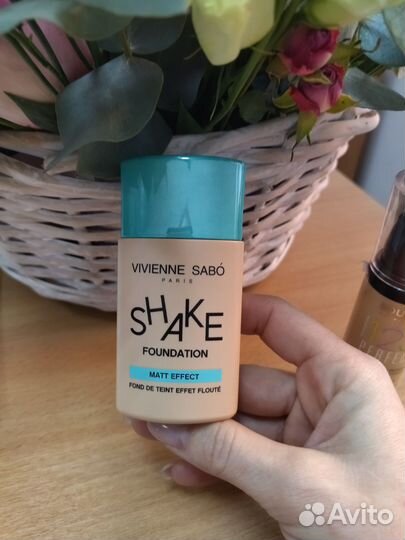 VIVIENNE SABÓ
PARIS
SHAKE
FOUNDATION
MATT EFFECT
FOND DE TEINT EFFET FLOUTÉ
Avito